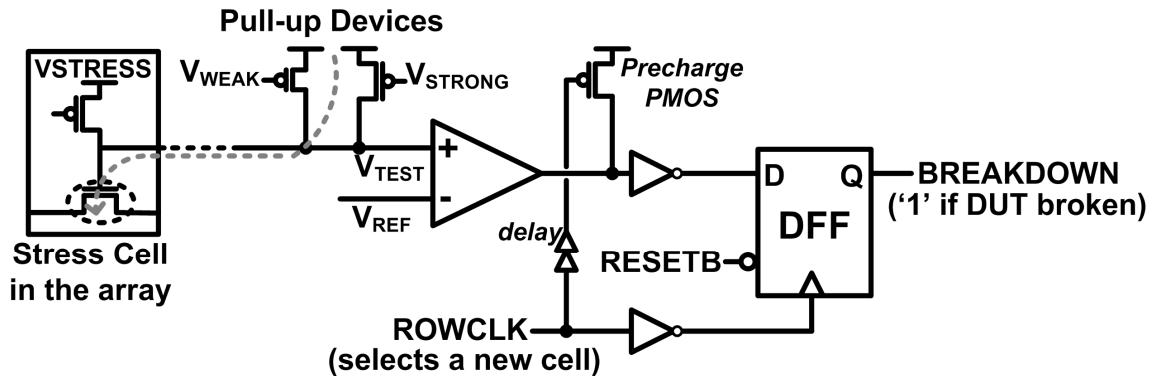 Pull-up Devices
VSTRESS
VWEAK
VSTRONG
Precharge
PMOS
+
VTEST
-
VREF
D
Q
BREAKDOWN
('1' if DUT broken)
DFF
delay
RESETB
Stress Cell
in the array
ROWCLK
(selects a new cell)